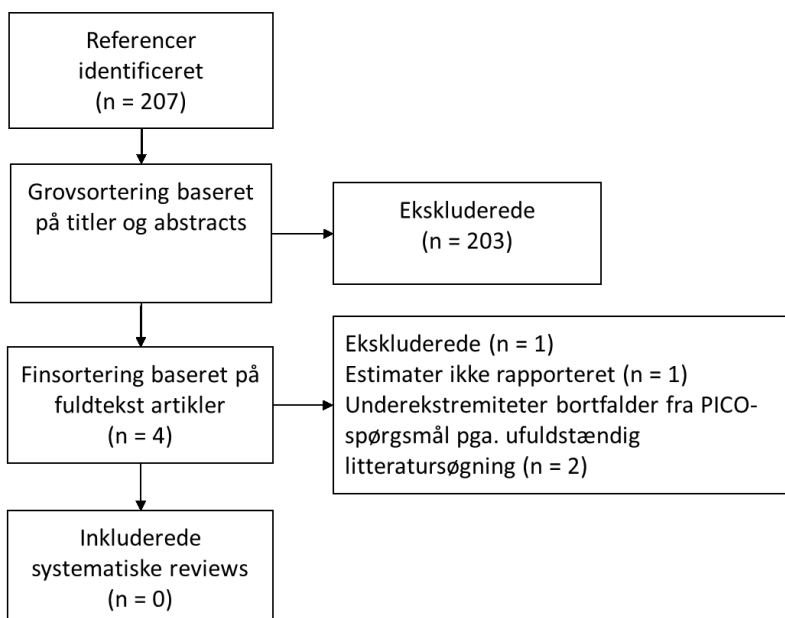 Referencer
identificeret
(n = 207)
Grovsortering baseret
på titler og abstracts
Ekskluderede
(n = 203)
Finsortering baseret på
fuldtekst artikler
(n = 4)
Ekskluderede (n = 1)
Estimater ikke rapporteret (n = 1)
Underekstremiteter bortfalder fra PICO-
spørgsmål pga. ufuldstændig
litteratursøgning (n = 2)
Inkluderede
systematiske reviews
(n = 0)